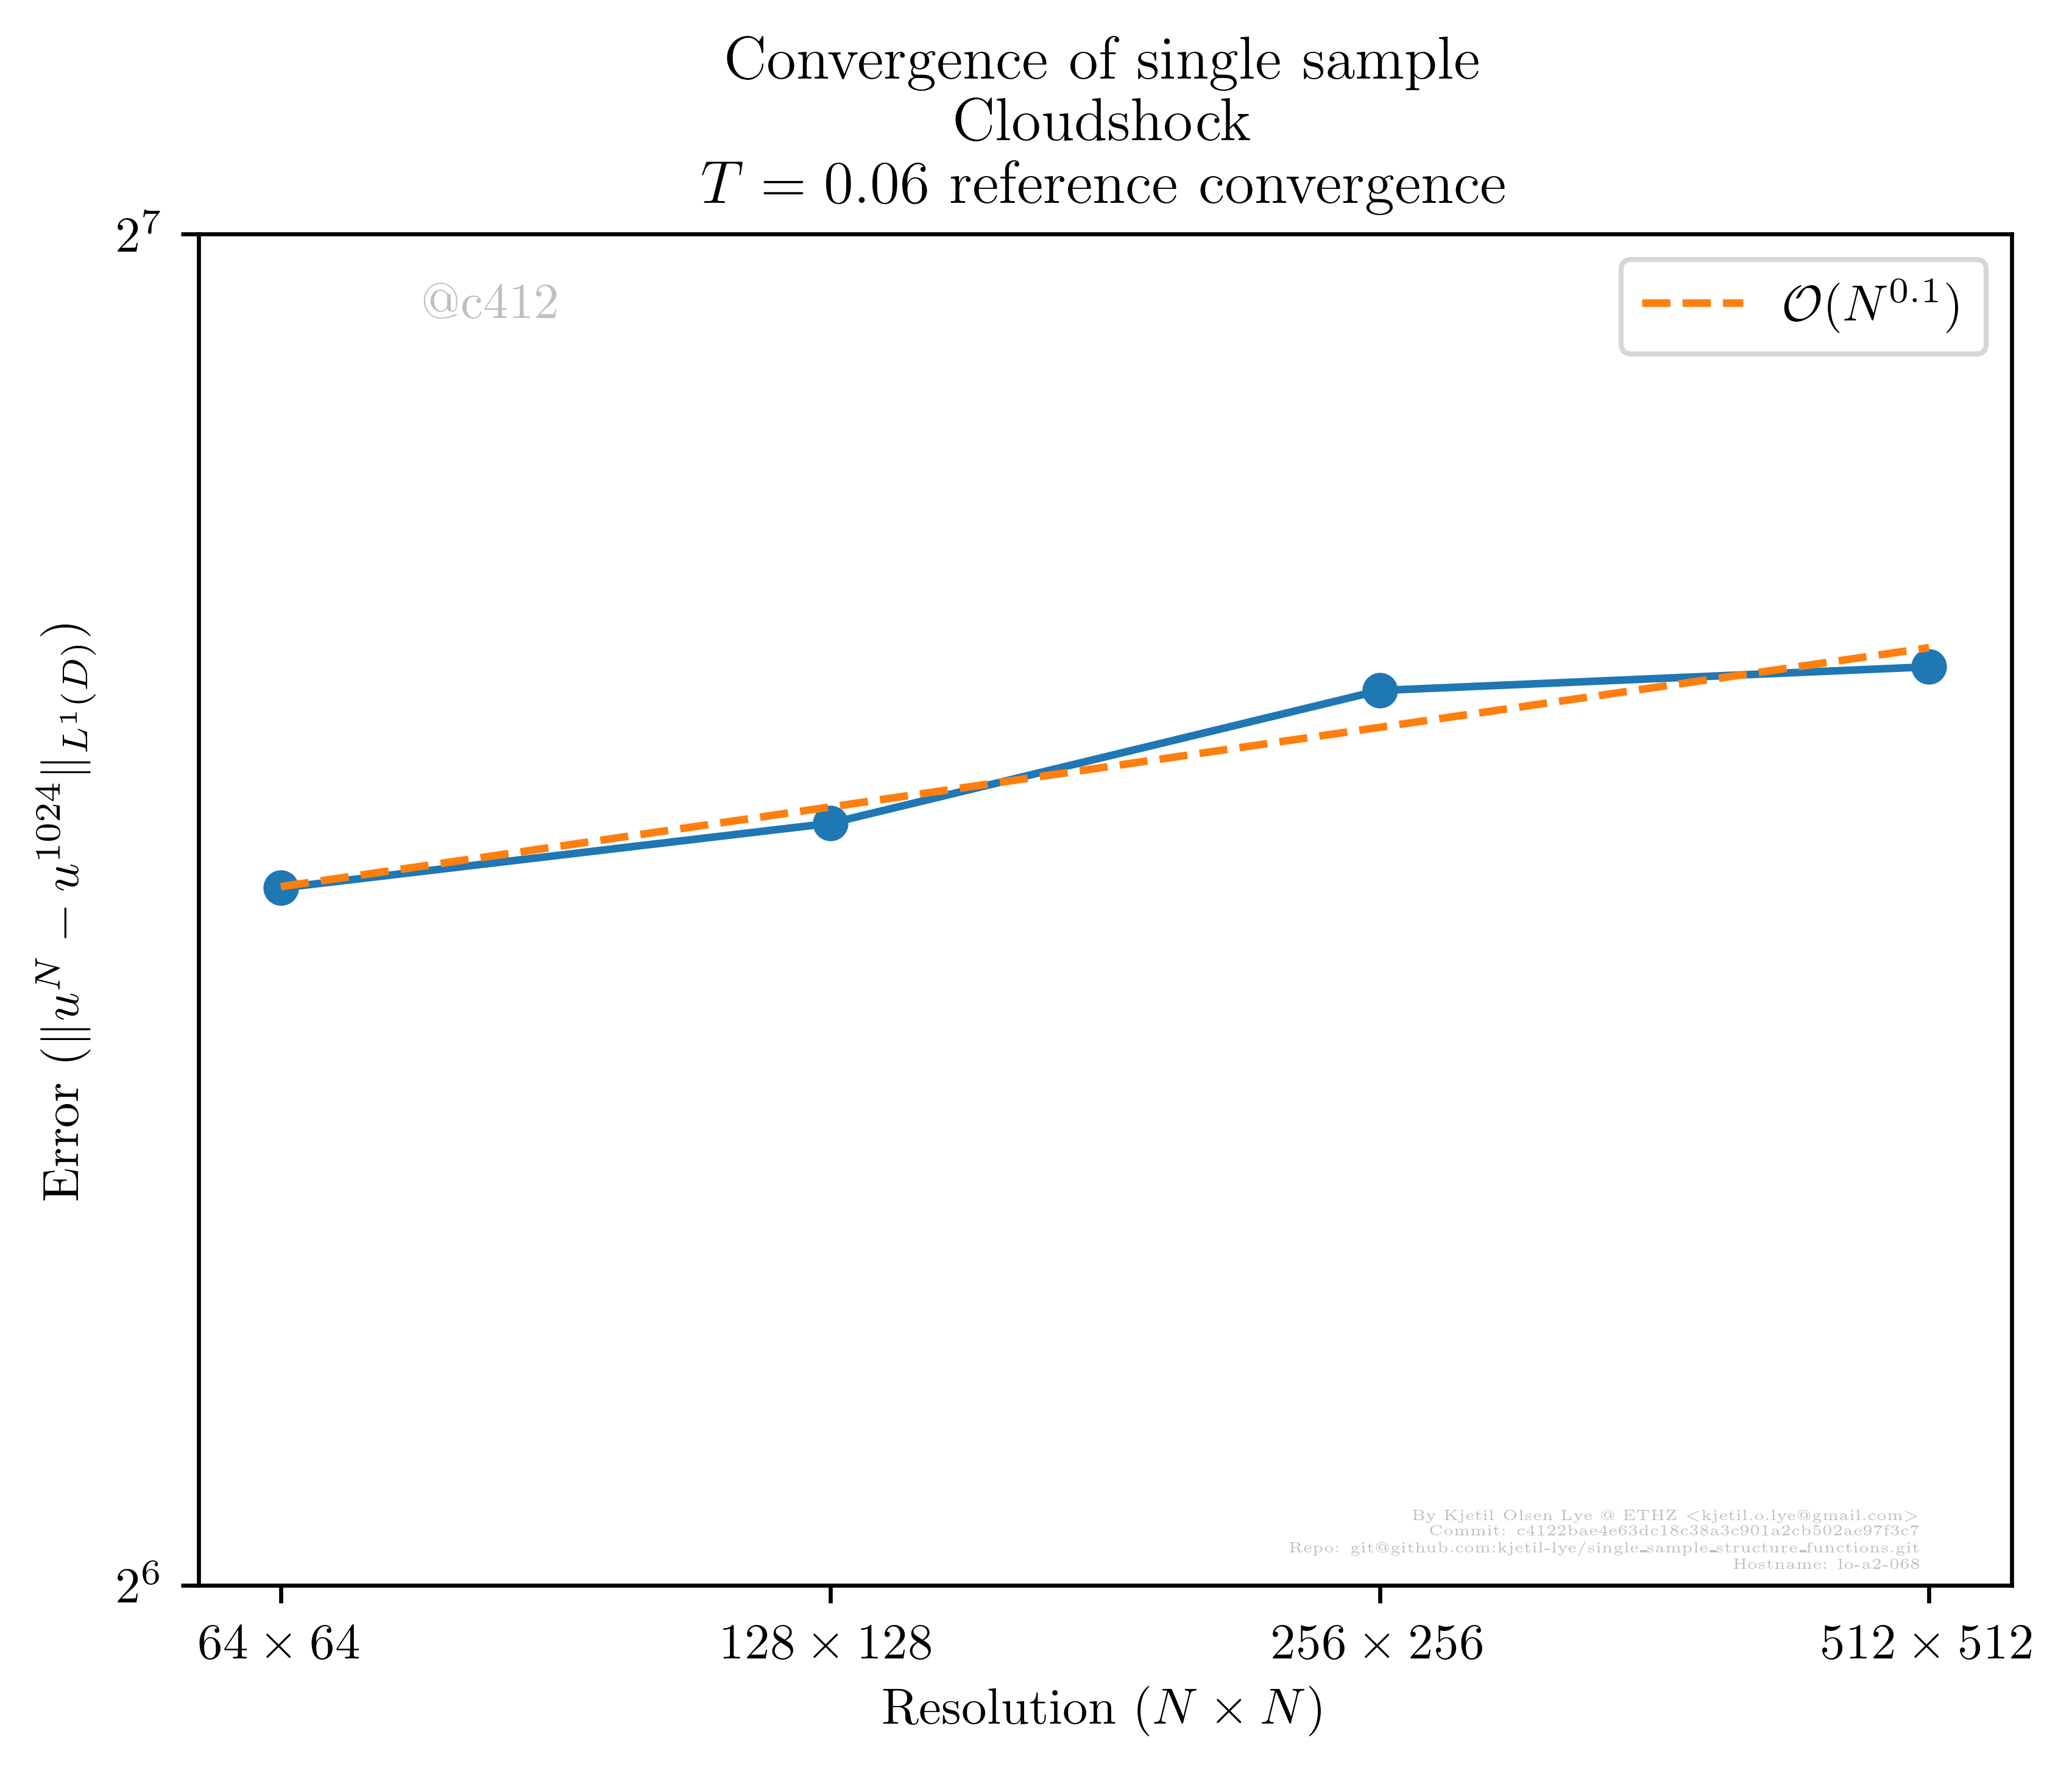 Convergence of single sample
Cloudshock
T = 0.06 reference convergence
2^7
@c412
O(N^0.1)
Error (||u^N − u^1024||_L^1(D))
By Kjetil Olsen Lye @ ETHZ <kjetil.o.lye@gmail.com>
Commit: c4122bae4e63dc18c38a3c901a2cb502ae97f3c7
Repo: git@github.com:kjetil-lye/single_sample_structure_functions.git
Hostname: lo-a2-068
2^6
64 × 64 128 × 128 256 × 256 512 × 512
Resolution (N × N)